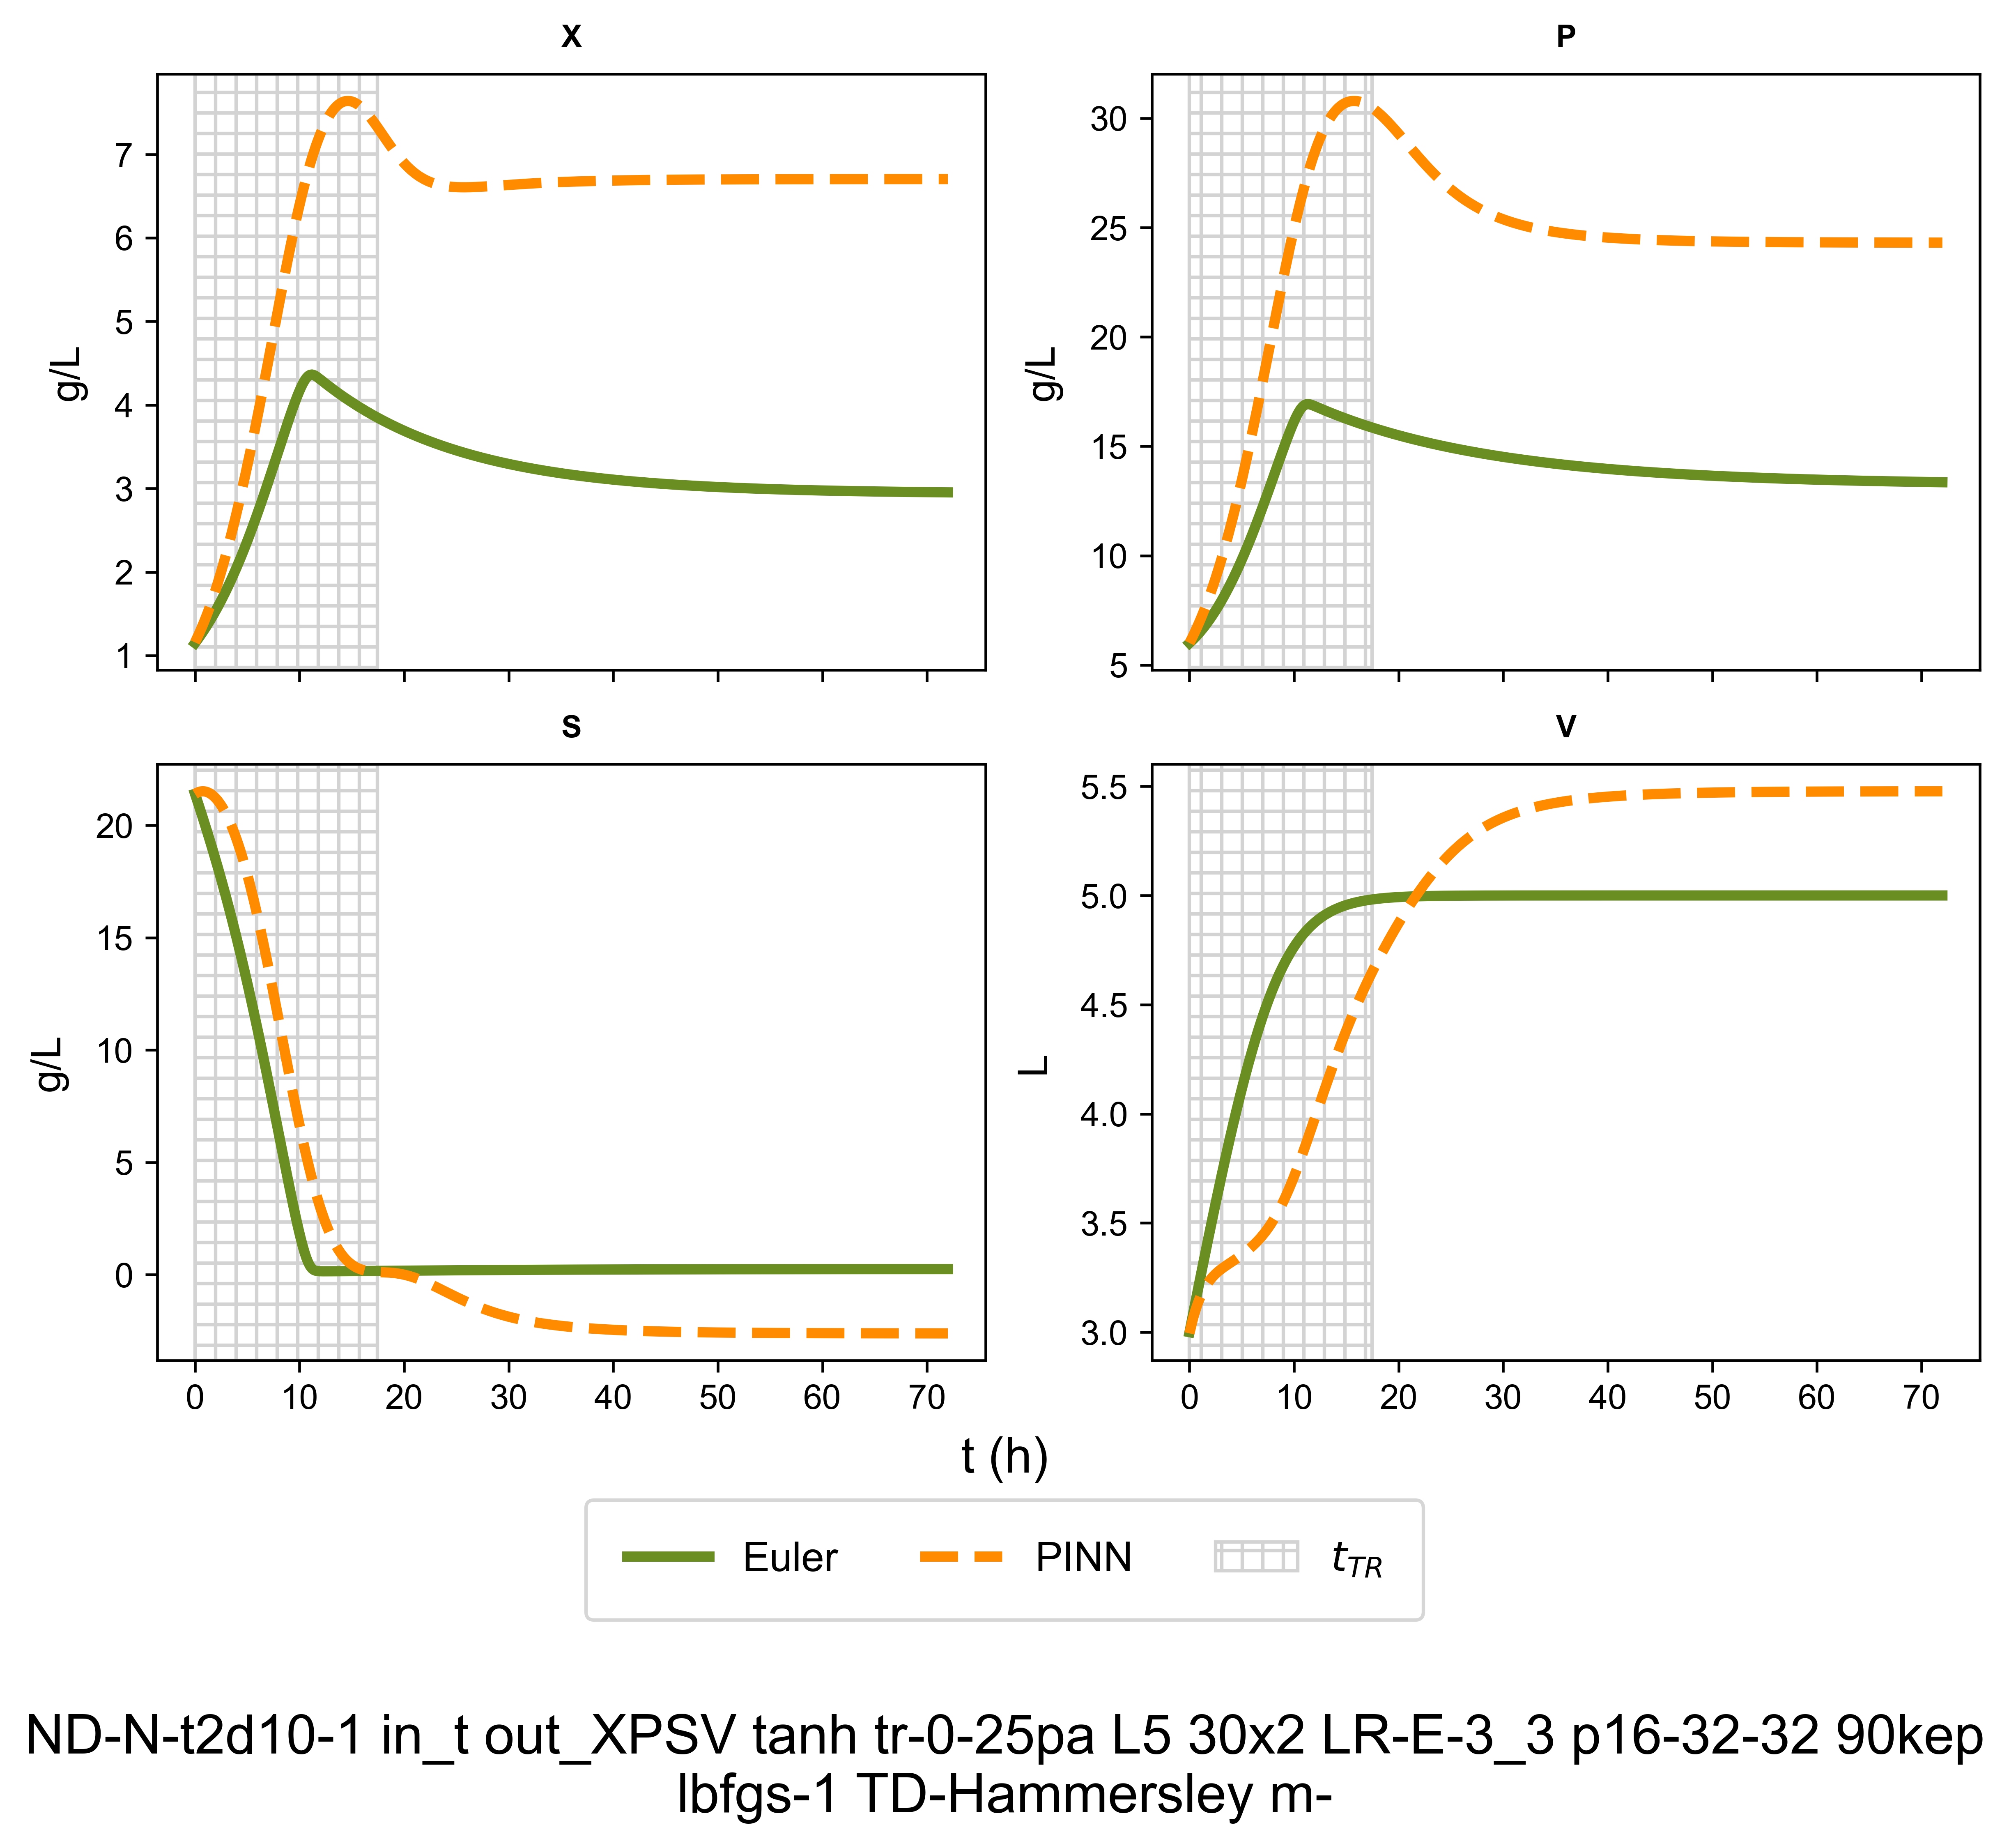 X
P
7
6
5
4
3
2
1
g/L
30
25
20
15
10
5
g/L
S
V
20
15
10
5
0
g/L
5.5
5.0
4.5
4.0
3.5
3.0
L
0 10 20 30 40 50 60 70
0 10 20 30 40 50 60 70
t (h)
Euler PINN t_TR
ND-N-t2d10-1 in_t out_XPSV tanh tr-0-25pa L5 30x2 LR-E-3_3 p16-32-32 90kep
lbfgs-1 TD-Hammersley m-